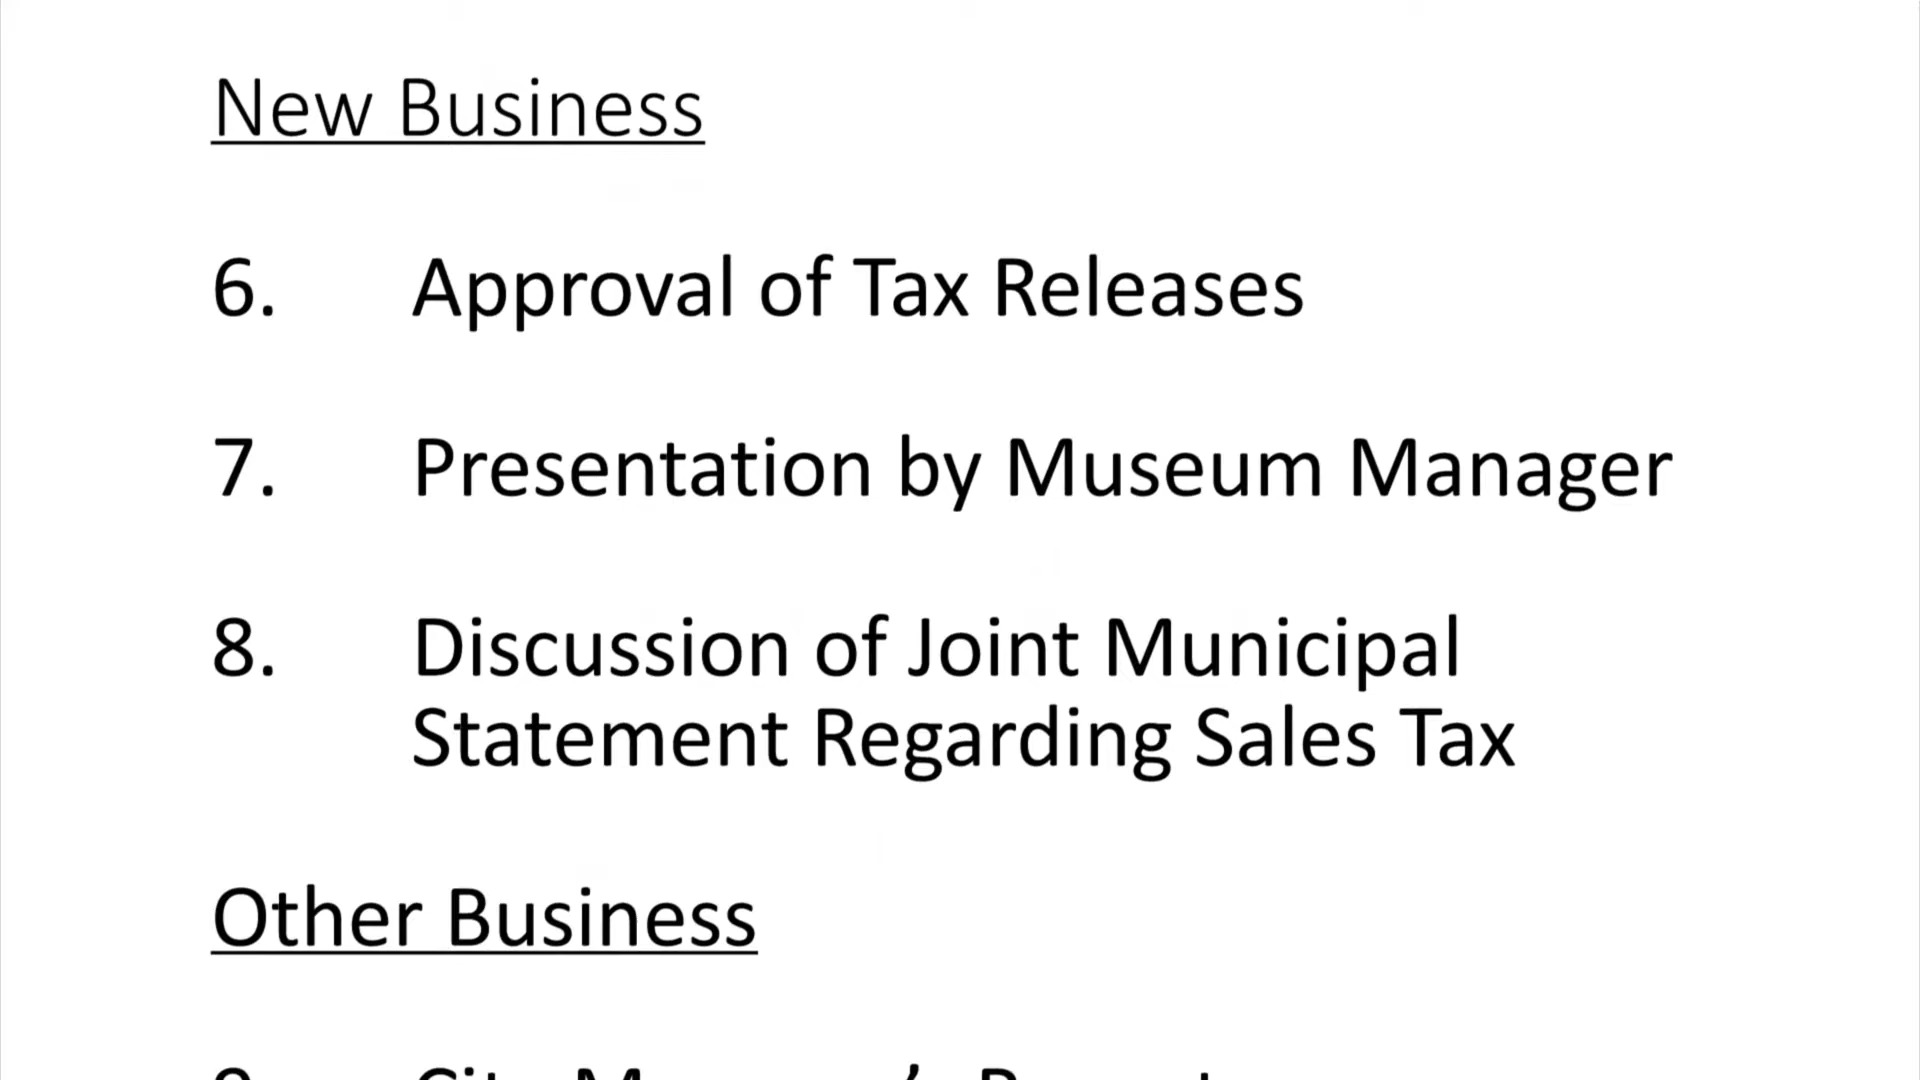 New Business
6. Approval of Tax Releases
7. Presentation by Museum Manager
8. Discussion of Joint Municipal
Statement Regarding Sales Tax
Other Business